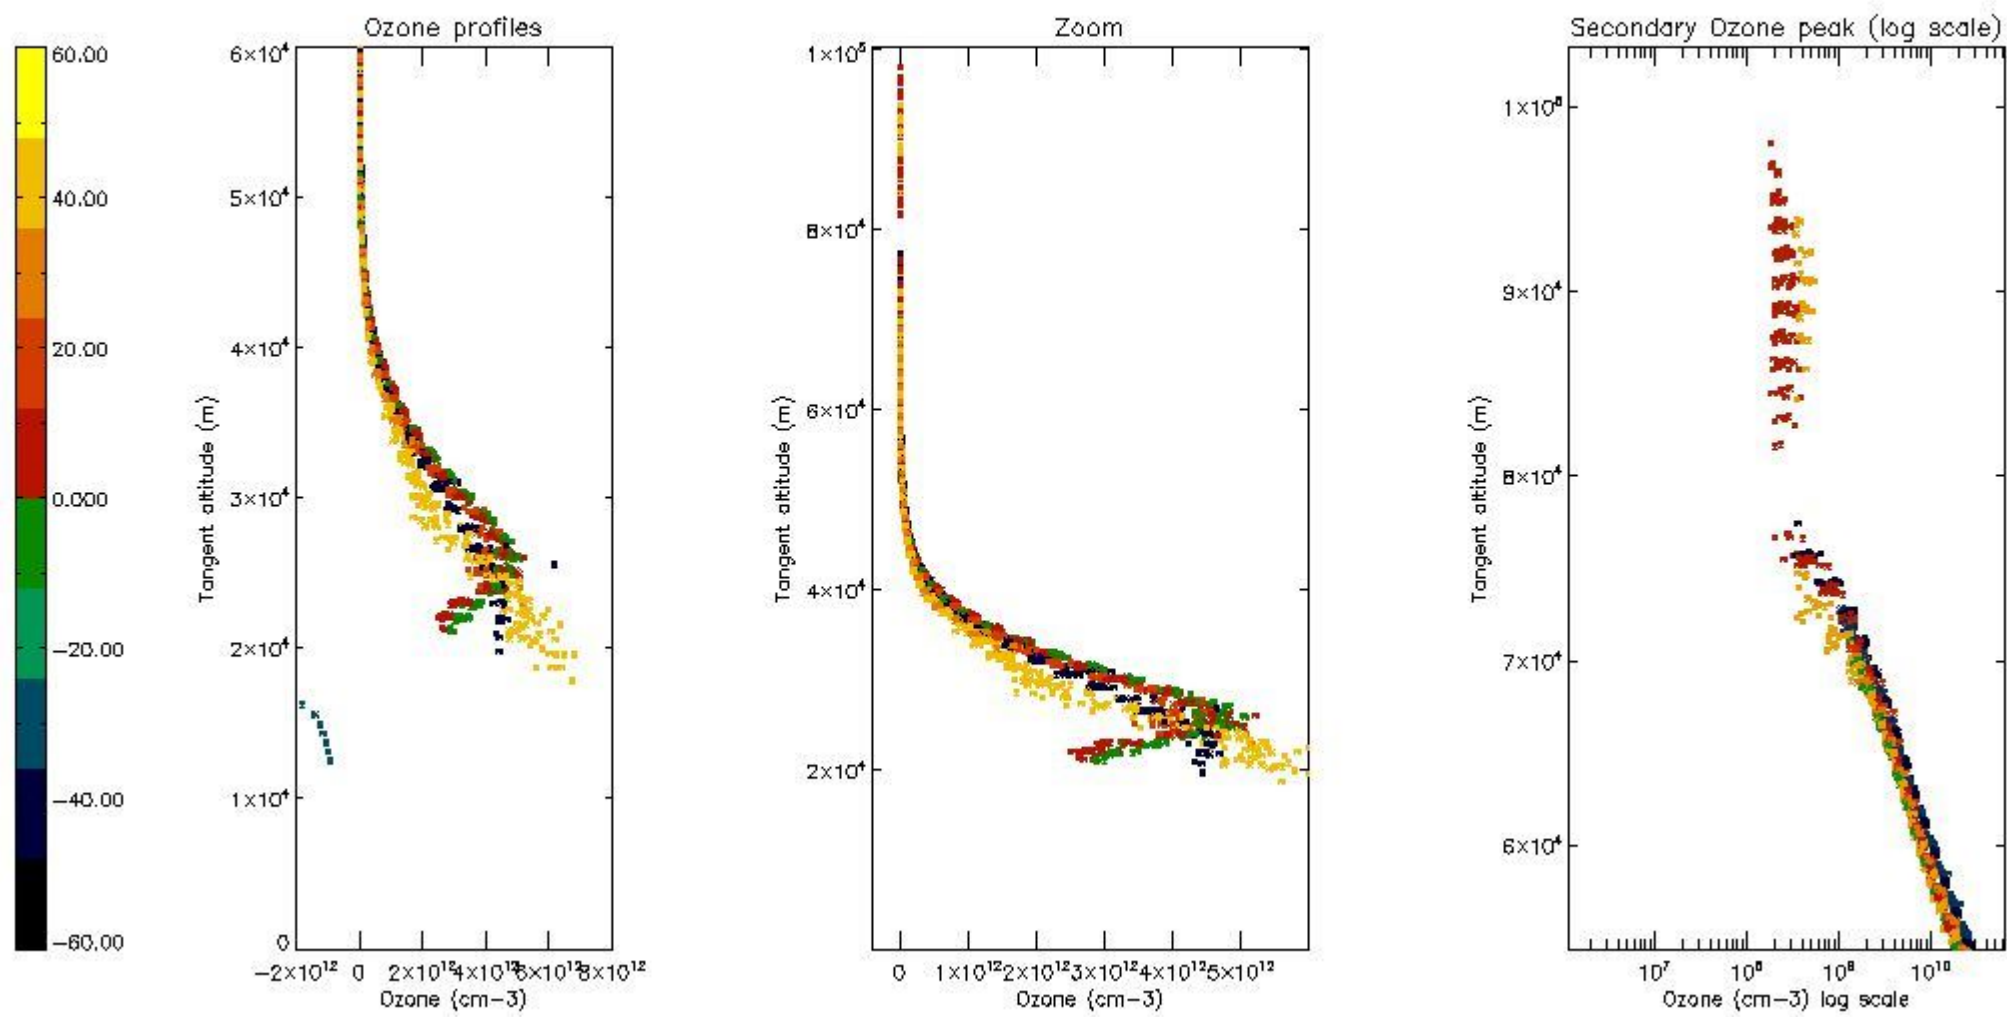 Ozone profiles
Zoom
Secondary Ozone peak (log scale)
60.00
40.00
20.00
0.000
−20.00
−40.00
−60.00
6×10⁴
5×10⁴
4×10⁴
3×10⁴
2×10⁴
1×10⁴
0
Tangent altitude (m)
−2×10¹² 0 2×10¹² 4×10¹² 6×10¹² 8×10¹²
Ozone (cm−3)
1×10⁵
8×10⁴
6×10⁴
4×10⁴
2×10⁴
Tangent altitude (m)
0 1×10¹² 2×10¹² 3×10¹² 4×10¹² 5×10¹²
Ozone (cm−3)
1×10⁵
9×10⁴
8×10⁴
7×10⁴
6×10⁴
Tangent altitude (m)
10⁷ 10⁸ 10⁹ 10¹⁰
Ozone (cm−3) log scale